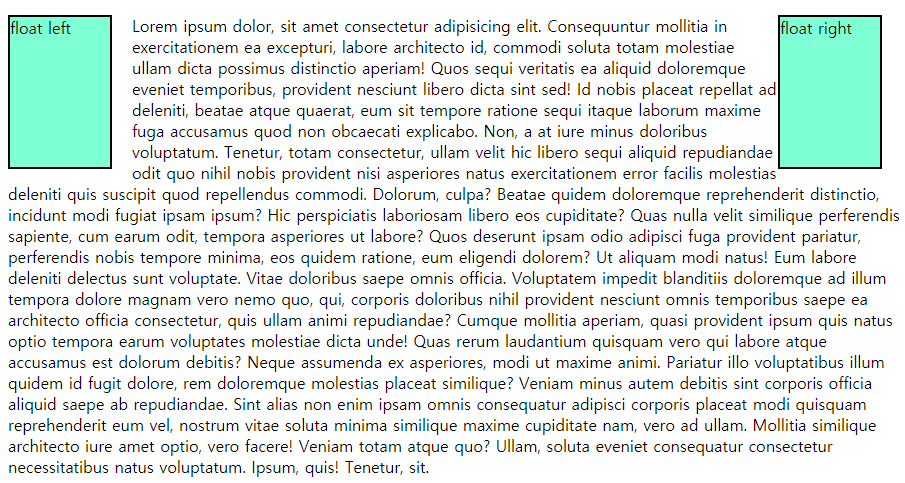 float left
Lorem ipsum dolor, sit amet consectetur adipisicing elit. Consequuntur mollitia in
exercitationem ea excepturi, labore architecto id, commodi soluta totam molestiae
ullam dicta possimus distinctio aperiam! Quos sequi veritatis ea aliquid doloremque
eveniet temporibus, provident nesciunt libero dicta sint sed! Id nobis placeat repellat ad
deleniti, beatae atque quaerat, eum sit tempore ratione sequi itaque laborum maxime
fuga accusamus quod non obcaecati explicabo. Non, a at iure minus doloribus
voluptatum. Tenetur, totam consectetur, ullam velit hic libero sequi aliquid repudiandae
odit quo nihil nobis provident nisi asperiores natus exercitationem error facilis molestias
float right
deleniti quis suscipit quod repellendus commodi. Dolorum, culpa? Beatae quidem doloremque reprehenderit distinctio,
incidunt modi fugiat ipsam ipsum? Hic perspiciatis laboriosam libero eos cupiditate? Quas nulla velit similique perferendis
sapiente, cum earum odit, tempora asperiores ut labore? Quos deserunt ipsam odio adipisci fuga provident pariatur,
perferendis nobis tempore minima, eos quidem ratione, eum eligendi dolorem? Ut aliquam modi natus! Eum labore
deleniti delectus sunt voluptate. Vitae doloribus saepe omnis officia. Voluptatem impedit blanditiis doloremque ad illum
tempora dolore magnam vero nemo quo, qui, corporis doloribus nihil provident nesciunt omnis temporibus saepe ea
architecto officia consectetur, quis ullam animi repudiandae? Cumque mollitia aperiam, quasi provident ipsum quis natus
optio tempora earum voluptates molestiae dicta unde! Quas rerum laudantium quisquam vero qui labore atque
accusamus est dolorum debitis? Neque assumenda ex asperiores, modi ut maxime animi. Pariatur illo voluptatibus illum
quidem id fugit dolore, rem doloremque molestias placeat similique? Veniam minus autem debitis sint corporis officia
aliquid saepe ab repudiandae. Sint alias non enim ipsam omnis consequatur adipisci corporis placeat modi quisquam
reprehenderit eum vel, nostrum vitae soluta minima similique maxime cupiditate nam, vero ad ullam. Mollitia similique
architecto iure amet optio, vero facere! Veniam totam atque quo? Ullam, soluta eveniet consequatur consectetur
necessitatibus natus voluptatum. Ipsum, quis! Tenetur, sit.